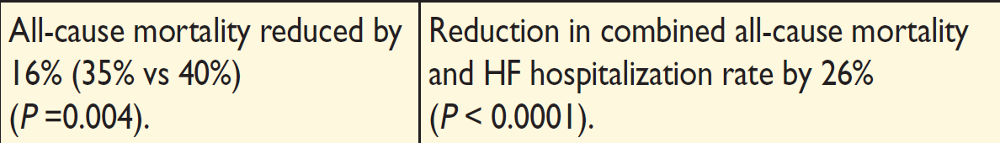 All-cause mortality reduced by
16% (35% vs 40%)
(P =0.004).
Reduction in combined all-cause mortality
and HF hospitalization rate by 26%
(P < 0.0001).